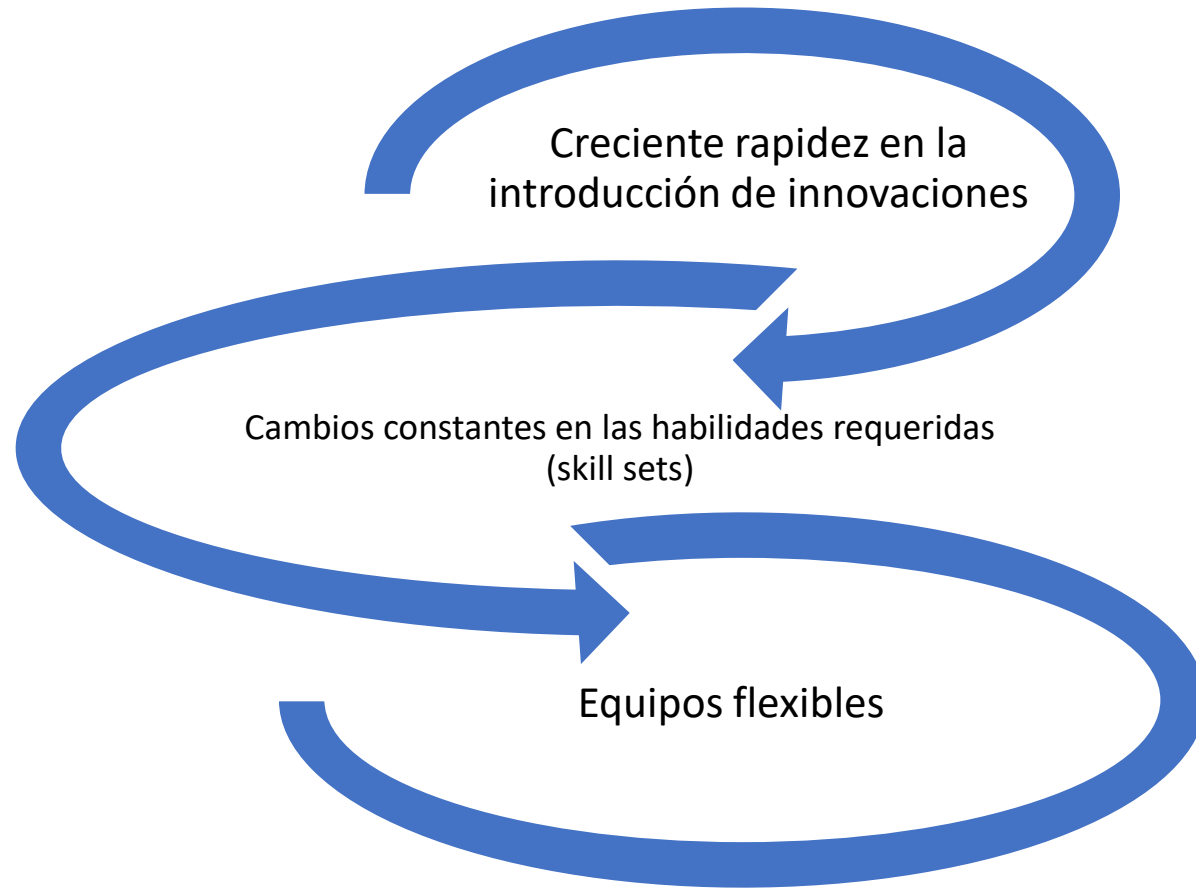 Creciente rapidez en la
introducción de innovaciones
Cambios constantes en las habilidades requeridas
(skill sets)
Equipos flexibles